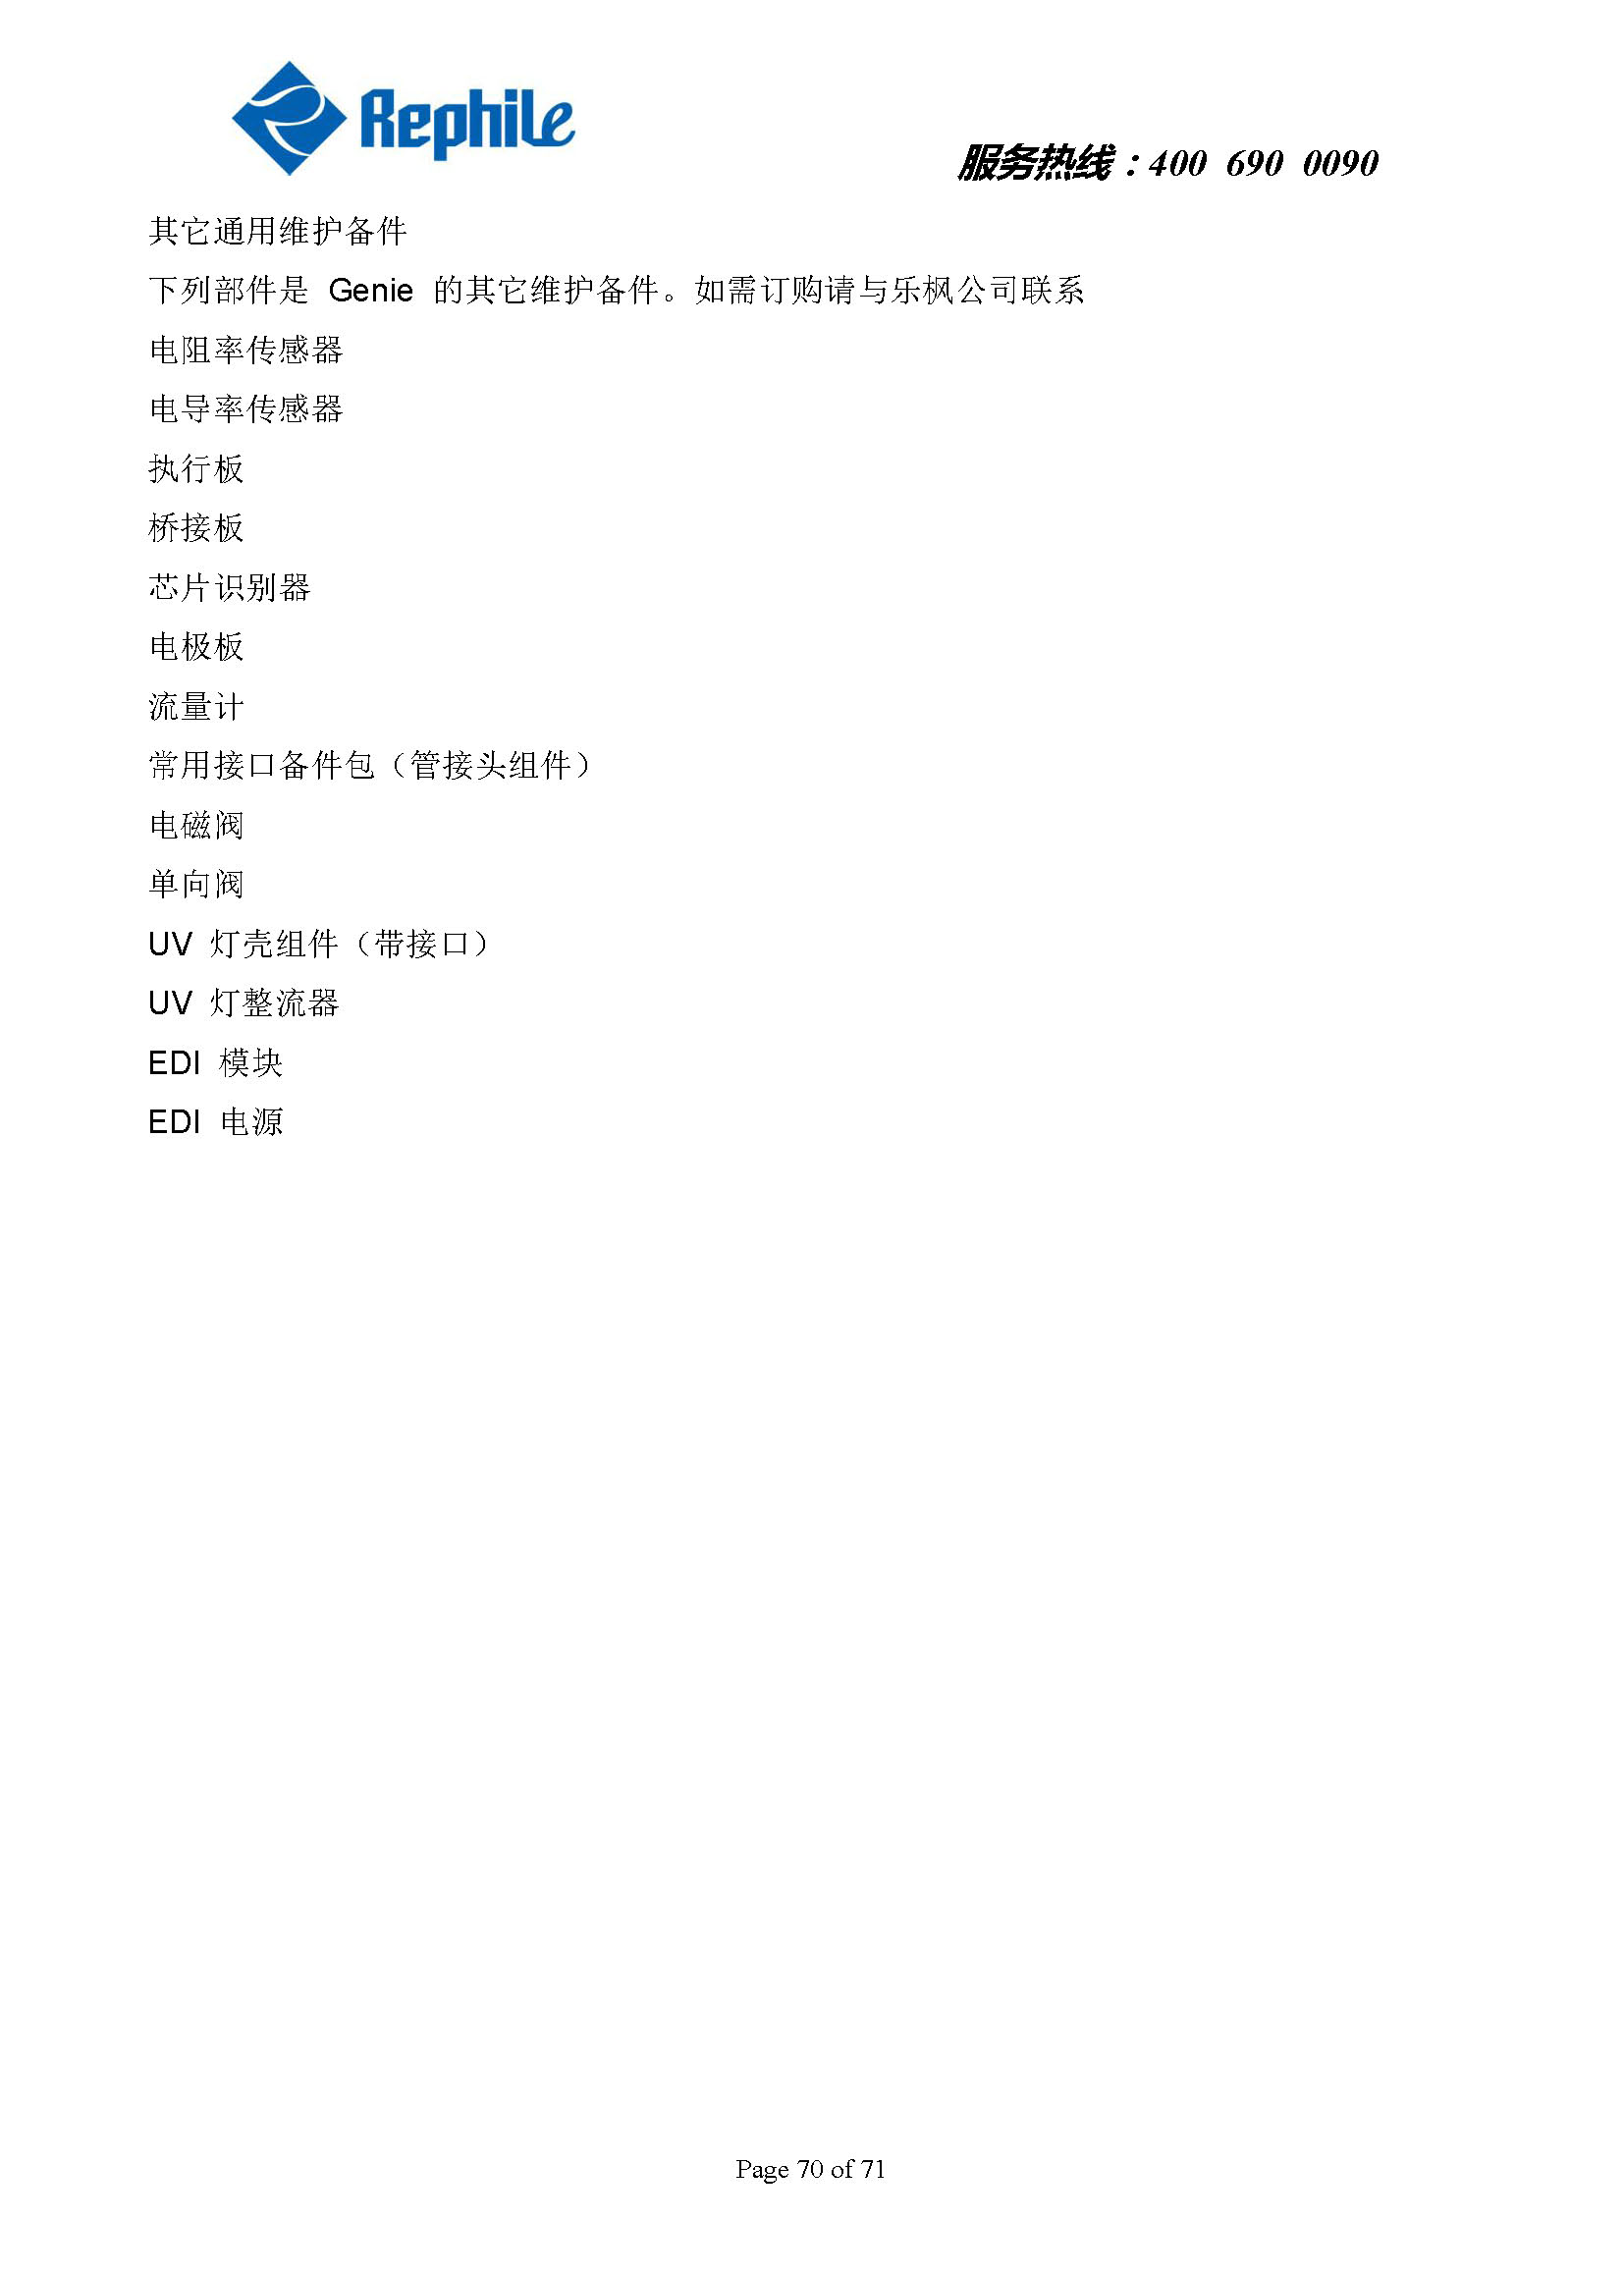 Rephile
服务热线：400 690 0090
其它通用维护备件
下列部件是 Genie 的其它维护备件。如需订购请与乐枫公司联系
电阻率传感器
电导率传感器
执行板
桥接板
芯片识别器
电极板
流量计
常用接口备件包（管接头组件）
电磁阀
单向阀
UV 灯壳组件（带接口）
UV 灯整流器
EDI 模块
EDI 电源
Page 70 of 71